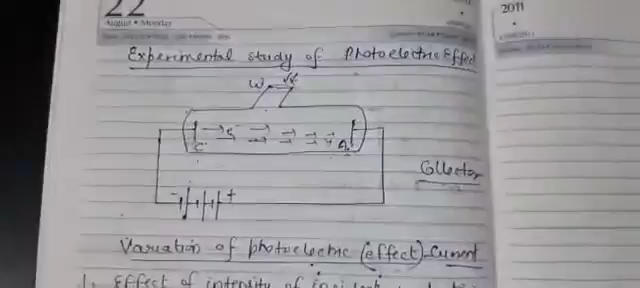 22
August • Monday
2011
Experimental study of Photoelectric Effect
W
C
A
Collector
- +
Variation of photoelectric (effect) Current
1. Effect of intensity of